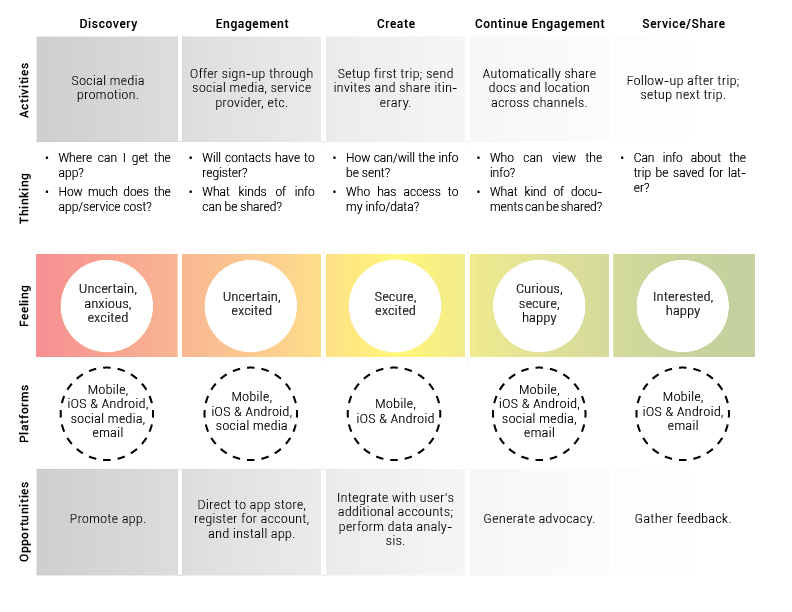 Discovery
Engagement
Create
Continue Engagement
Service/Share
Activities
Social media
promotion.
Offer sign-up through
social media, service
provider, etc.
Setup first trip; send
invites and share itin-
erary.
Automatically share
docs and location
across channels.
Follow-up after trip;
setup next trip.
Thinking
• Where can I get the
app?
• How much does the
app/service cost?
• Will contacts have to
register?
• What kinds of info
can be shared?
• How can/will the info
be sent?
• Who has access to
my info/data?
• Who can view the
info?
• What kind of docu-
ments can be shared?
• Can info about the
trip be saved for lat-
er?
Feeling
Uncertain,
anxious,
excited
Uncertain,
excited
Secure,
excited
Curious,
secure,
happy
Interested,
happy
Platforms
Mobile,
iOS & Android,
social media,
email
Mobile,
iOS & Android,
social media
Mobile,
iOS & Android
Mobile,
iOS & Android,
social media,
email
Mobile,
iOS & Android,
email
Opportunities
Promote app.
Direct to app store,
register for account,
and install app.
Integrate with user's
additional accounts;
perform data analy-
sis.
Generate advocacy.
Gather feedback.